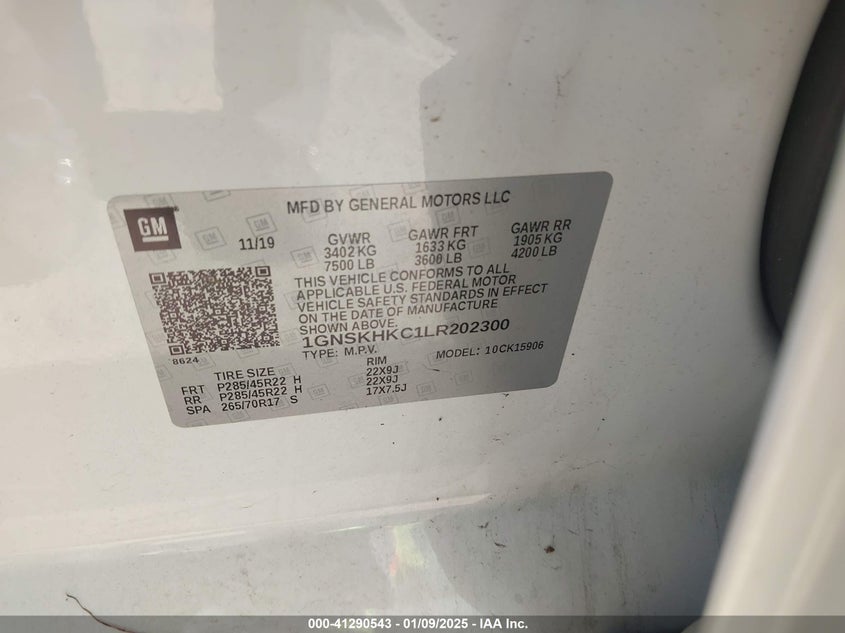 GM
MFD BY GENERAL MOTORS LLC
11/19
GVWR GAWR FRT GAWR RR
3402 KG 1633 KG 1905 KG
7500 LB 3600 LB 4200 LB
THIS VEHICLE CONFORMS TO ALL
APPLICABLE U.S. FEDERAL MOTOR
VEHICLE SAFETY STANDARDS IN EFFECT
ON THE DATE OF MANUFACTURE
SHOWN ABOVE.
1GNSKHKC1LR202300
8624
TYPE: M.P.V. MODEL: 10CK15906
TIRE SIZE RIM
FRT P285/45R22 H 22X9J
RR P285/45R22 H 22X9J
SPA 265/70R17 S 17X7.5J
000-41290543 / 01/09/2025 - IAA Inc.